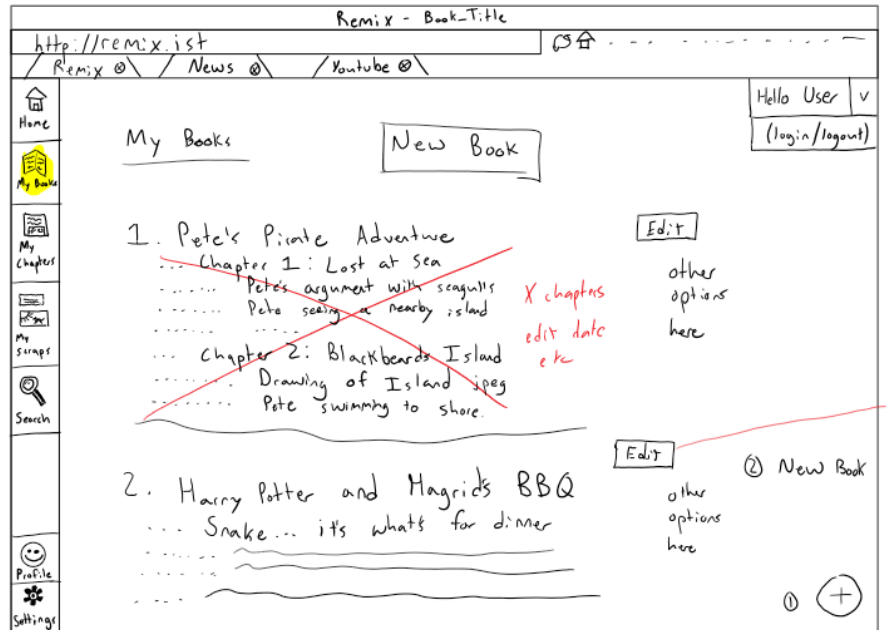 Remix - Book_Title
http://remix.ist
Remix
News
Youtube
Home
My Books
My Chapters
My Scraps
Search
Profile
Settings
Hello User v
(login/logout)
My Books
New Book
1. Pete's Pirate Adventure
... Chapter 1: Lost at Sea
...... Pete's argument with seagulls
...... Pete seeing a nearby island
...... ....
... Chapter 2: Blackbeards Island
...... Drawing of Island jpeg
...... Pete swimming to shore.
X chapters
edit date
etc
Edit
other
options
here
2. Harry Potter and Hagrid's BBQ
... Snake... it's what's for dinner
Edit
other
options
here
② New Book
① +